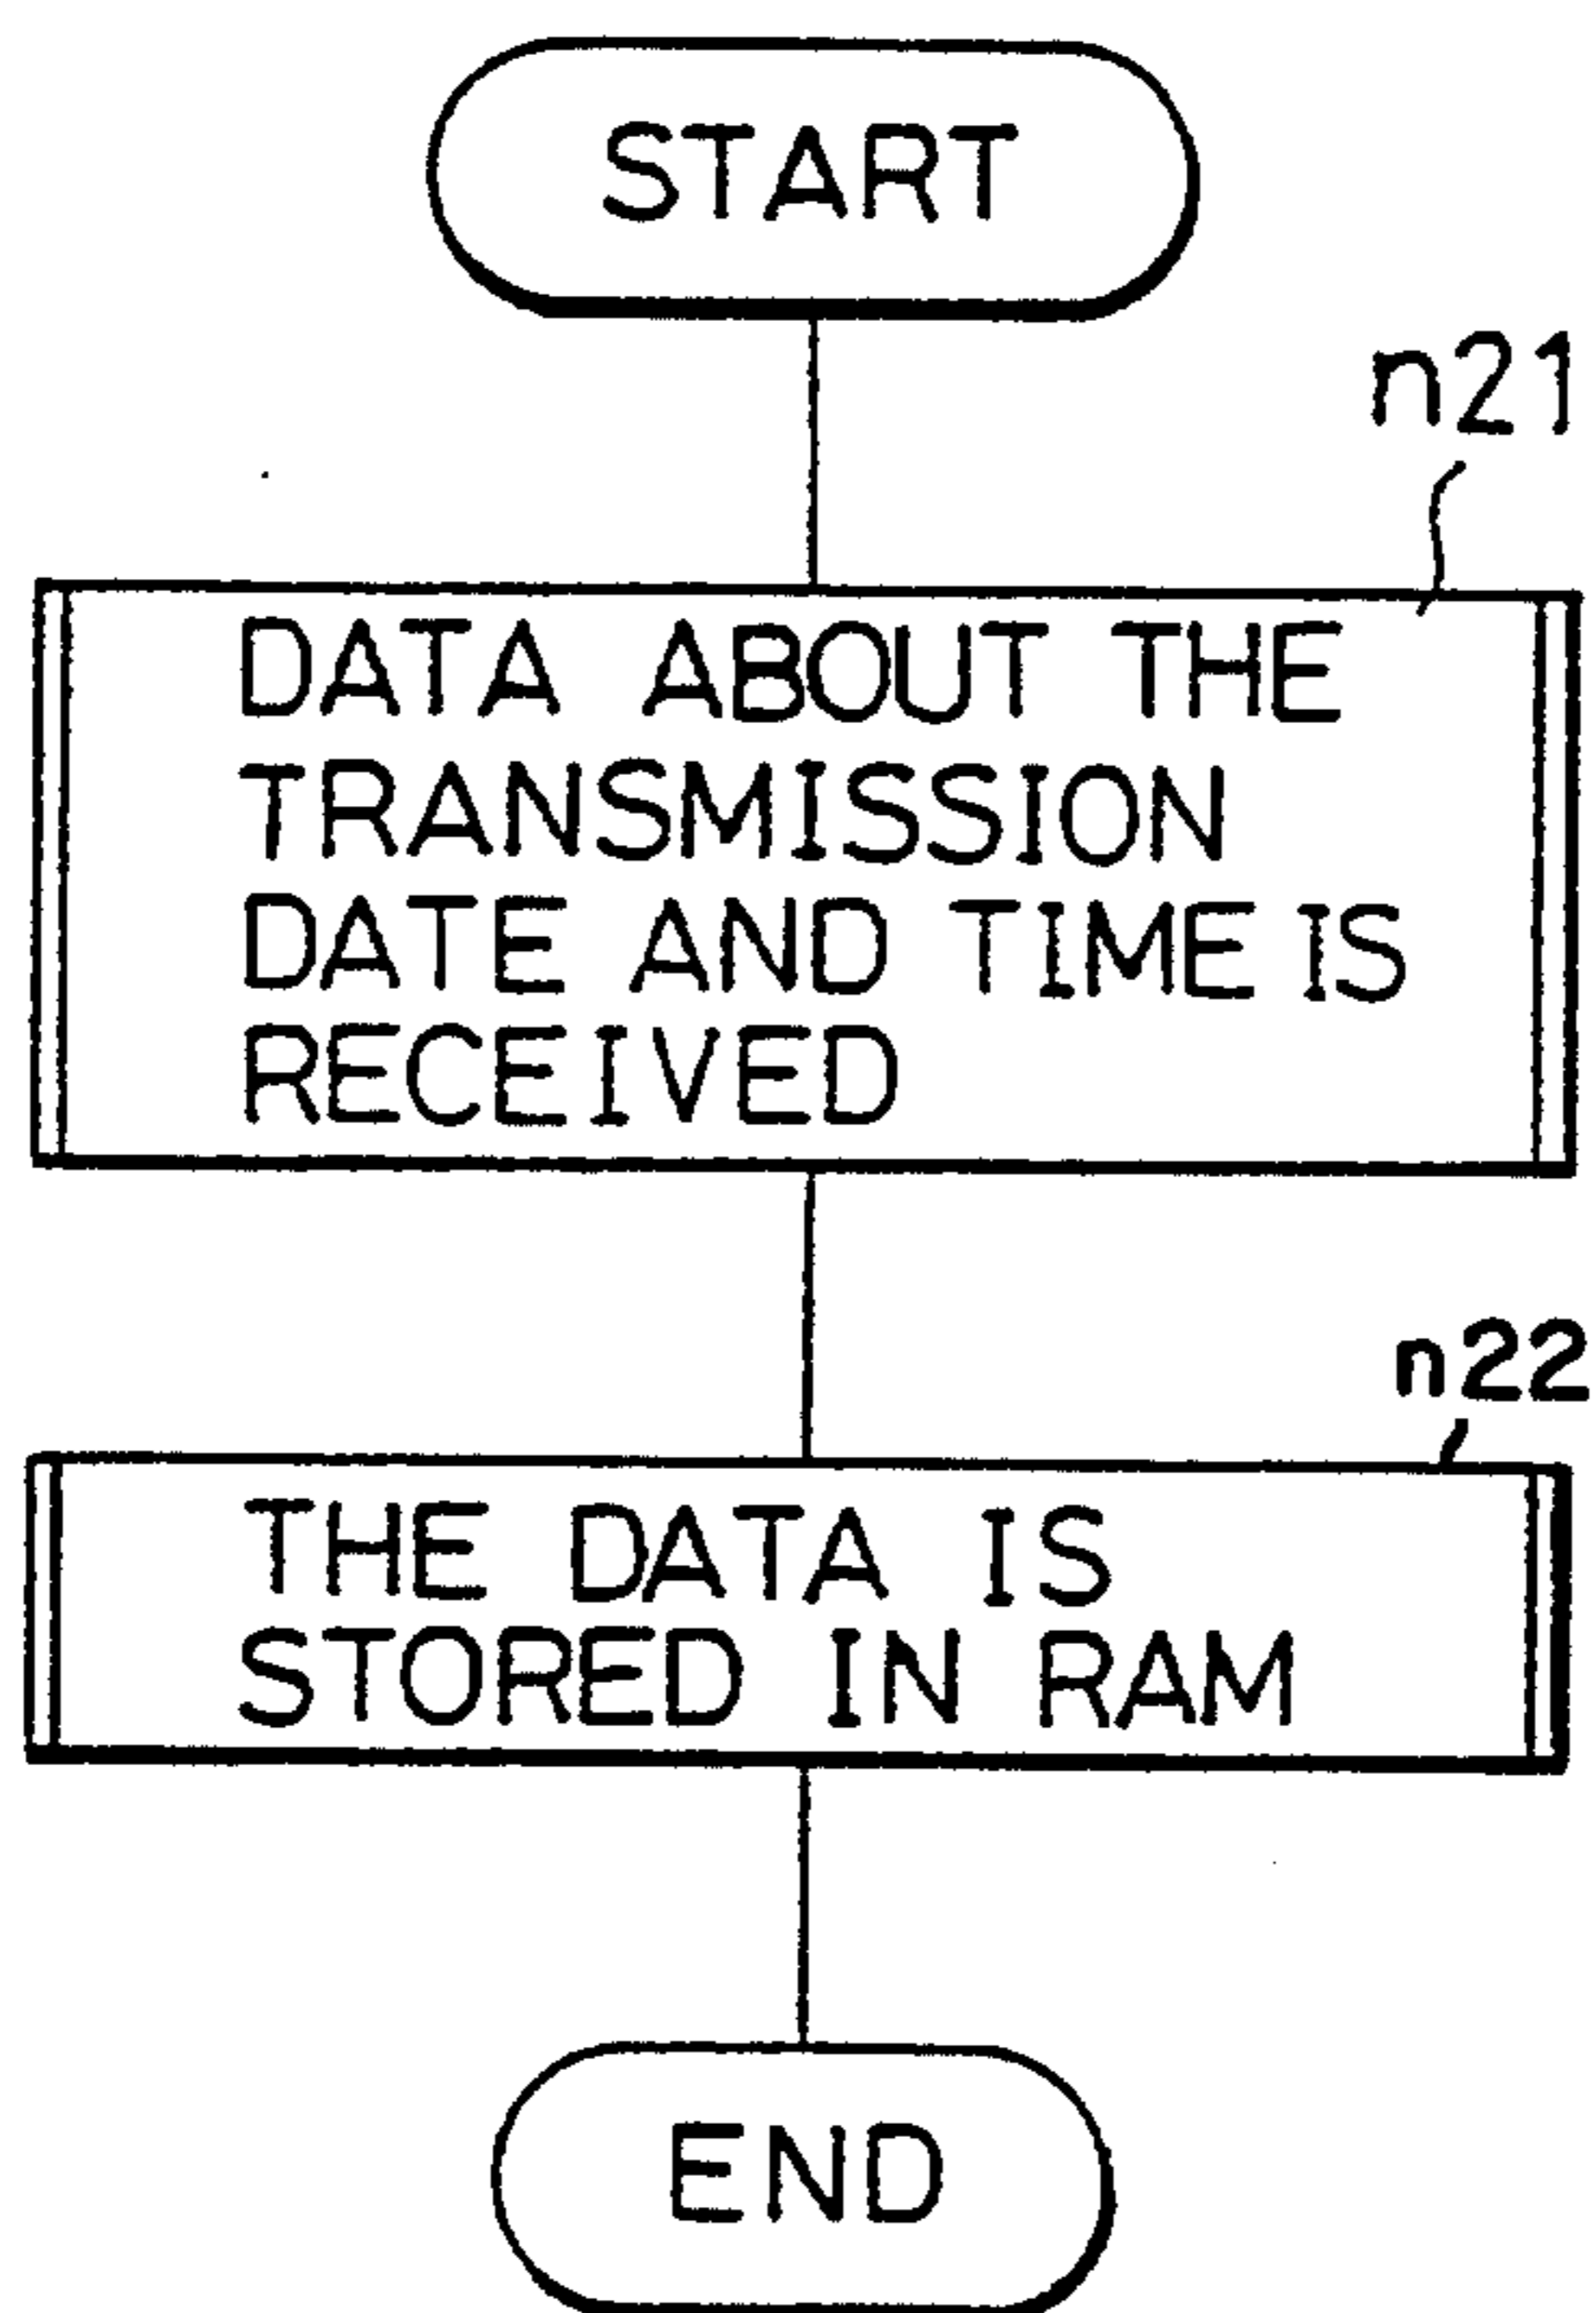 START
n21
DATA ABOUT THE
TRANSMISSION
DATE AND TIME IS
RECEIVED
n22
THE DATA IS
STORED IN RAM
END